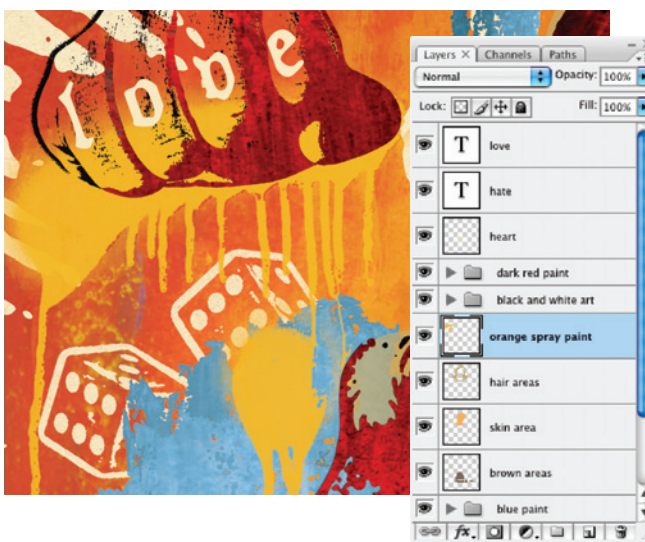 love
Layers × Channels Paths
Normal Opacity: 100%
Lock: Fill: 100%
T love
T hate
heart
dark red paint
black and white art
orange spray paint
hair areas
skin area
brown areas
blue paint
fx.